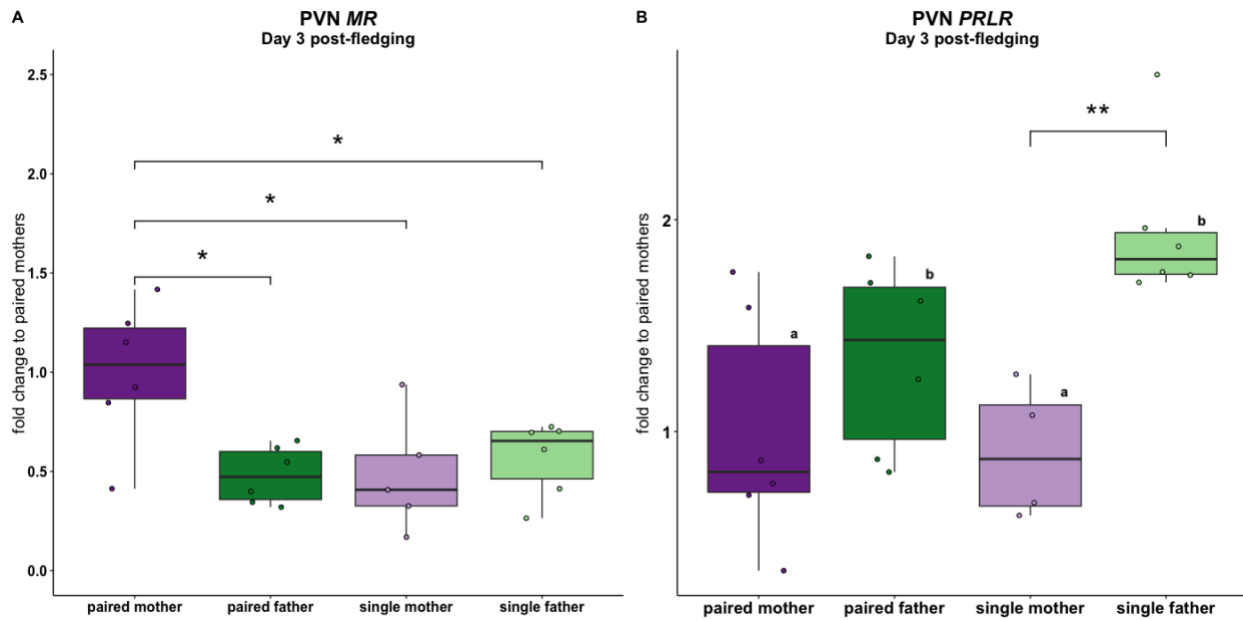 A
PVN MR
Day 3 post-fledging
fold change to paired mothers
2.5
2.0
1.5
1.0
0.5
0.0
*
*
*
paired mother paired father single mother single father
B
PVN PRLR
Day 3 post-fledging
fold change to paired mothers
2
1
**
a
b
a
b
paired mother paired father single mother single father